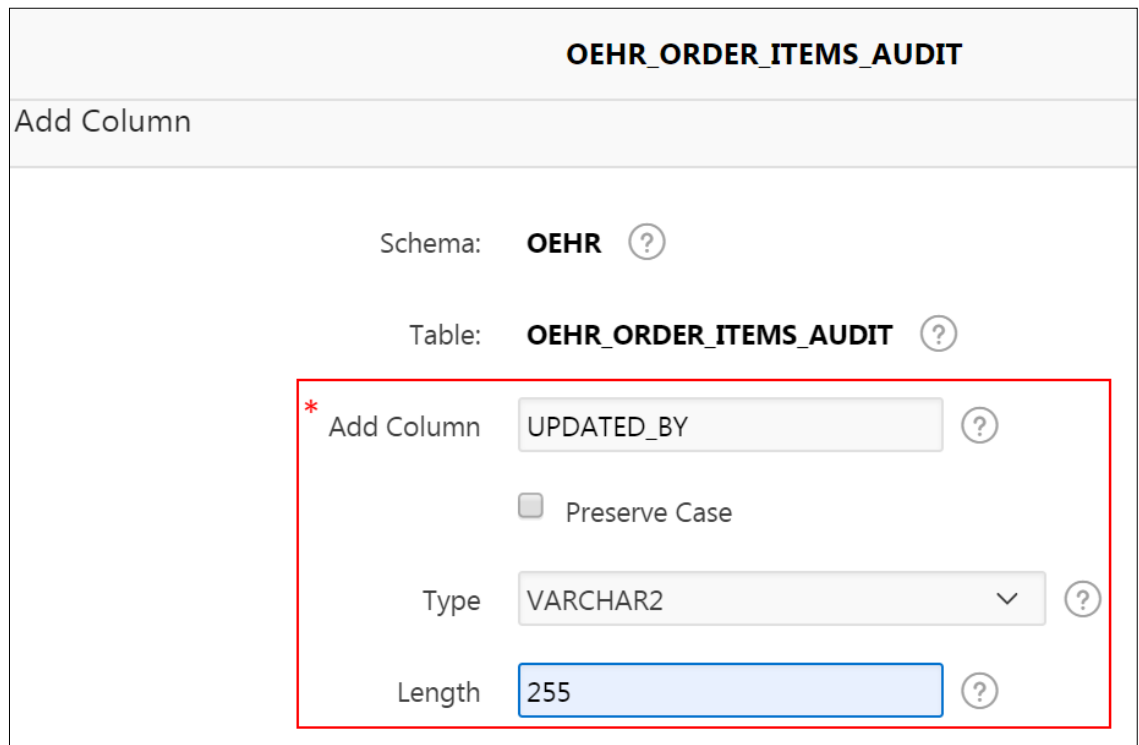 OEHR_ORDER_ITEMS_AUDIT
Add Column
Schema: OEHR ?
Table: OEHR_ORDER_ITEMS_AUDIT ?
* Add Column UPDATED_BY ?
Preserve Case
Type VARCHAR2 ?
Length 255 ?